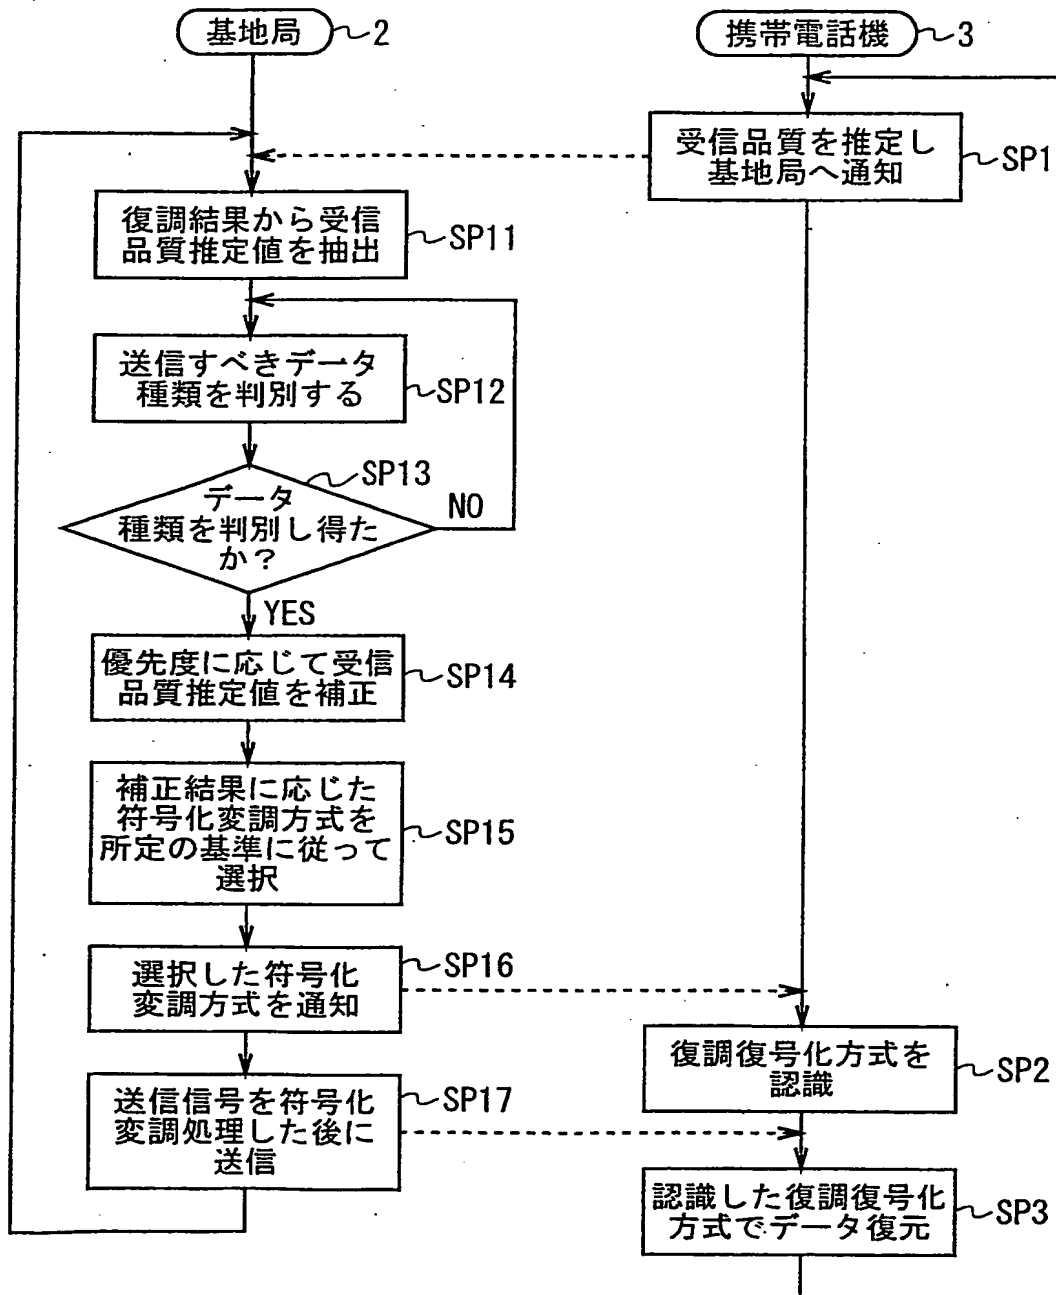 基地局 2
携帯電話機 3
受信品質を推定し
基地局へ通知
SP1
復調結果から受信
品質推定値を抽出
SP11
送信すべきデータ
種類を判別する
SP12
SP13
データ
種類を判別し得た
か?
NO
YES
優先度に応じて受信
品質推定値を補正
SP14
補正結果に応じた
符号化変調方式を
所定の基準に従って
選択
SP15
選択した符号化
変調方式を通知
SP16
復調復号化方式を
認識
SP2
送信信号を符号化
変調処理した後に
送信
SP17
認識した復調復号化
方式でデータ復元
SP3